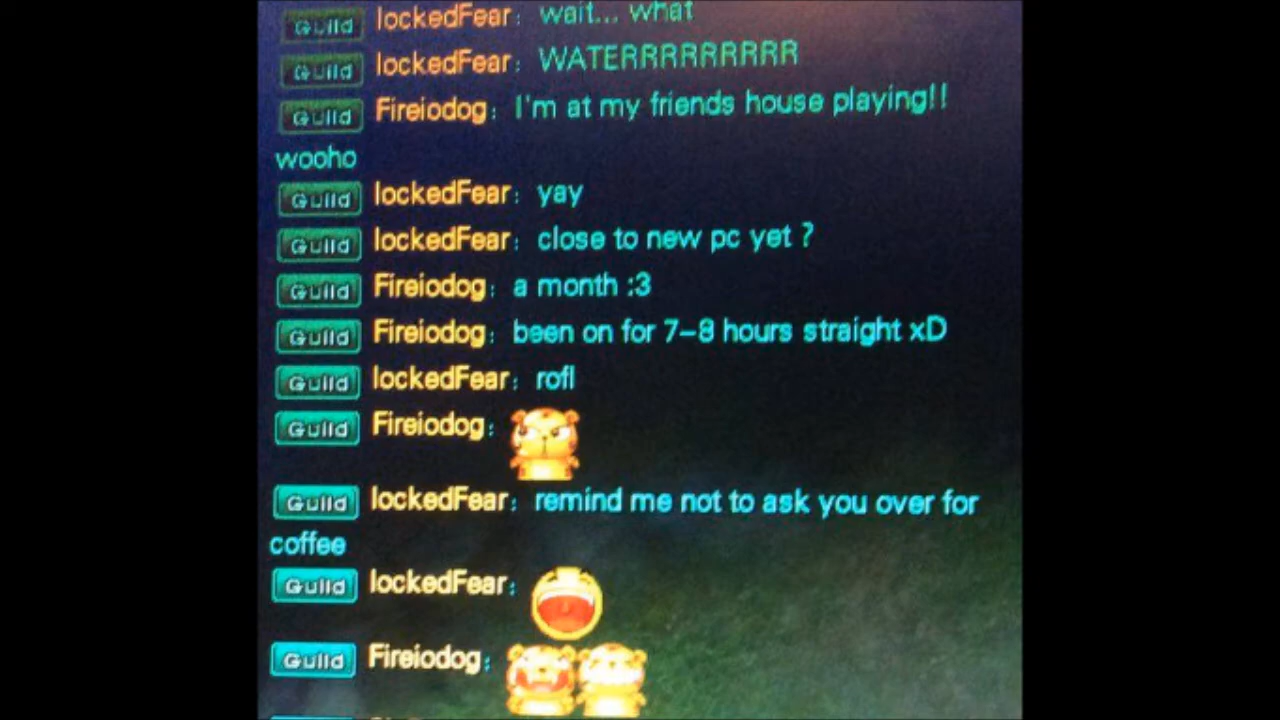 Guild lockedFear: wait... what
Guild lockedFear: WATERRRRRRRRR
Guild Fireiodog: I'm at my friends house playing!!
wooho
Guild lockedFear: yay
Guild lockedFear: close to new pc yet ?
Guild Fireiodog: a month :3
Guild Fireiodog: been on for 7-8 hours straight xD
Guild lockedFear: rofl
Guild Fireiodog:
Guild lockedFear: remind me not to ask you over for
coffee
Guild lockedFear:
Guild Fireiodog: